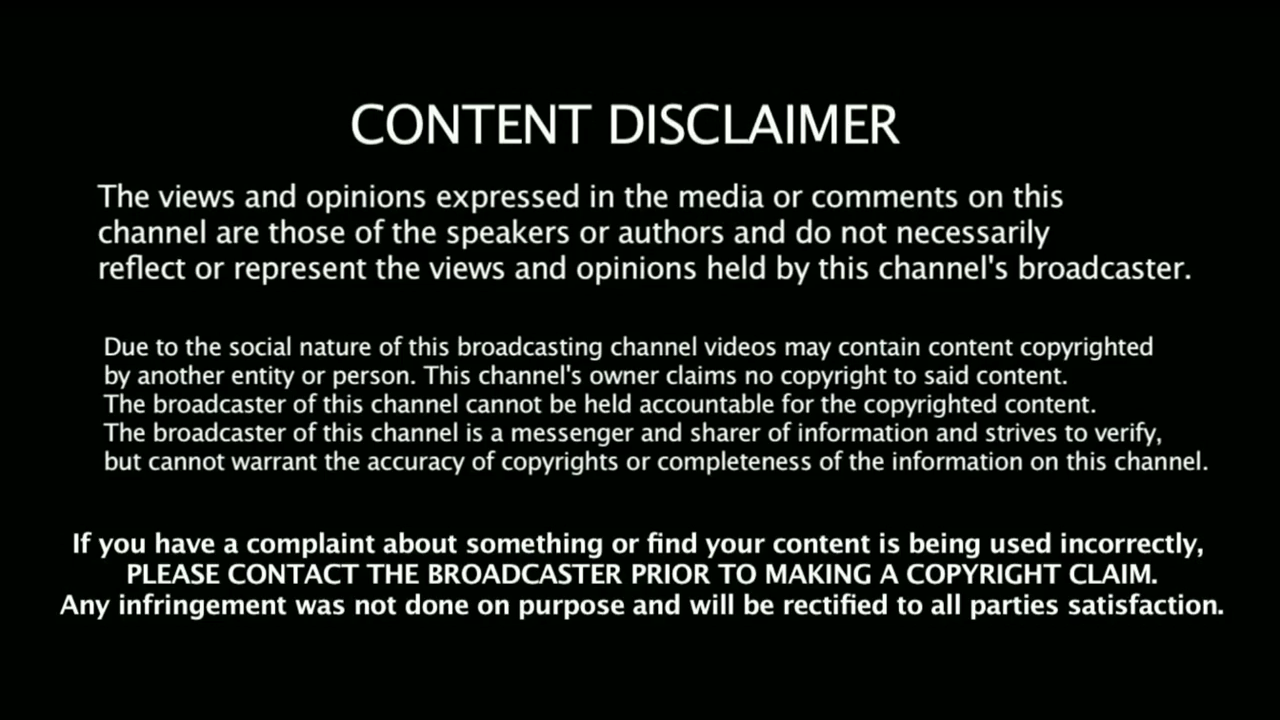 CONTENT DISCLAIMER
The views and opinions expressed in the media or comments on this
channel are those of the speakers or authors and do not necessarily
reflect or represent the views and opinions held by this channel's broadcaster.
Due to the social nature of this broadcasting channel videos may contain content copyrighted
by another entity or person. This channel's owner claims no copyright to said content.
The broadcaster of this channel cannot be held accountable for the copyrighted content.
The broadcaster of this channel is a messenger and sharer of information and strives to verify,
but cannot warrant the accuracy of copyrights or completeness of the information on this channel.
If you have a complaint about something or find your content is being used incorrectly,
PLEASE CONTACT THE BROADCASTER PRIOR TO MAKING A COPYRIGHT CLAIM.
Any infringement was not done on purpose and will be rectified to all parties satisfaction.